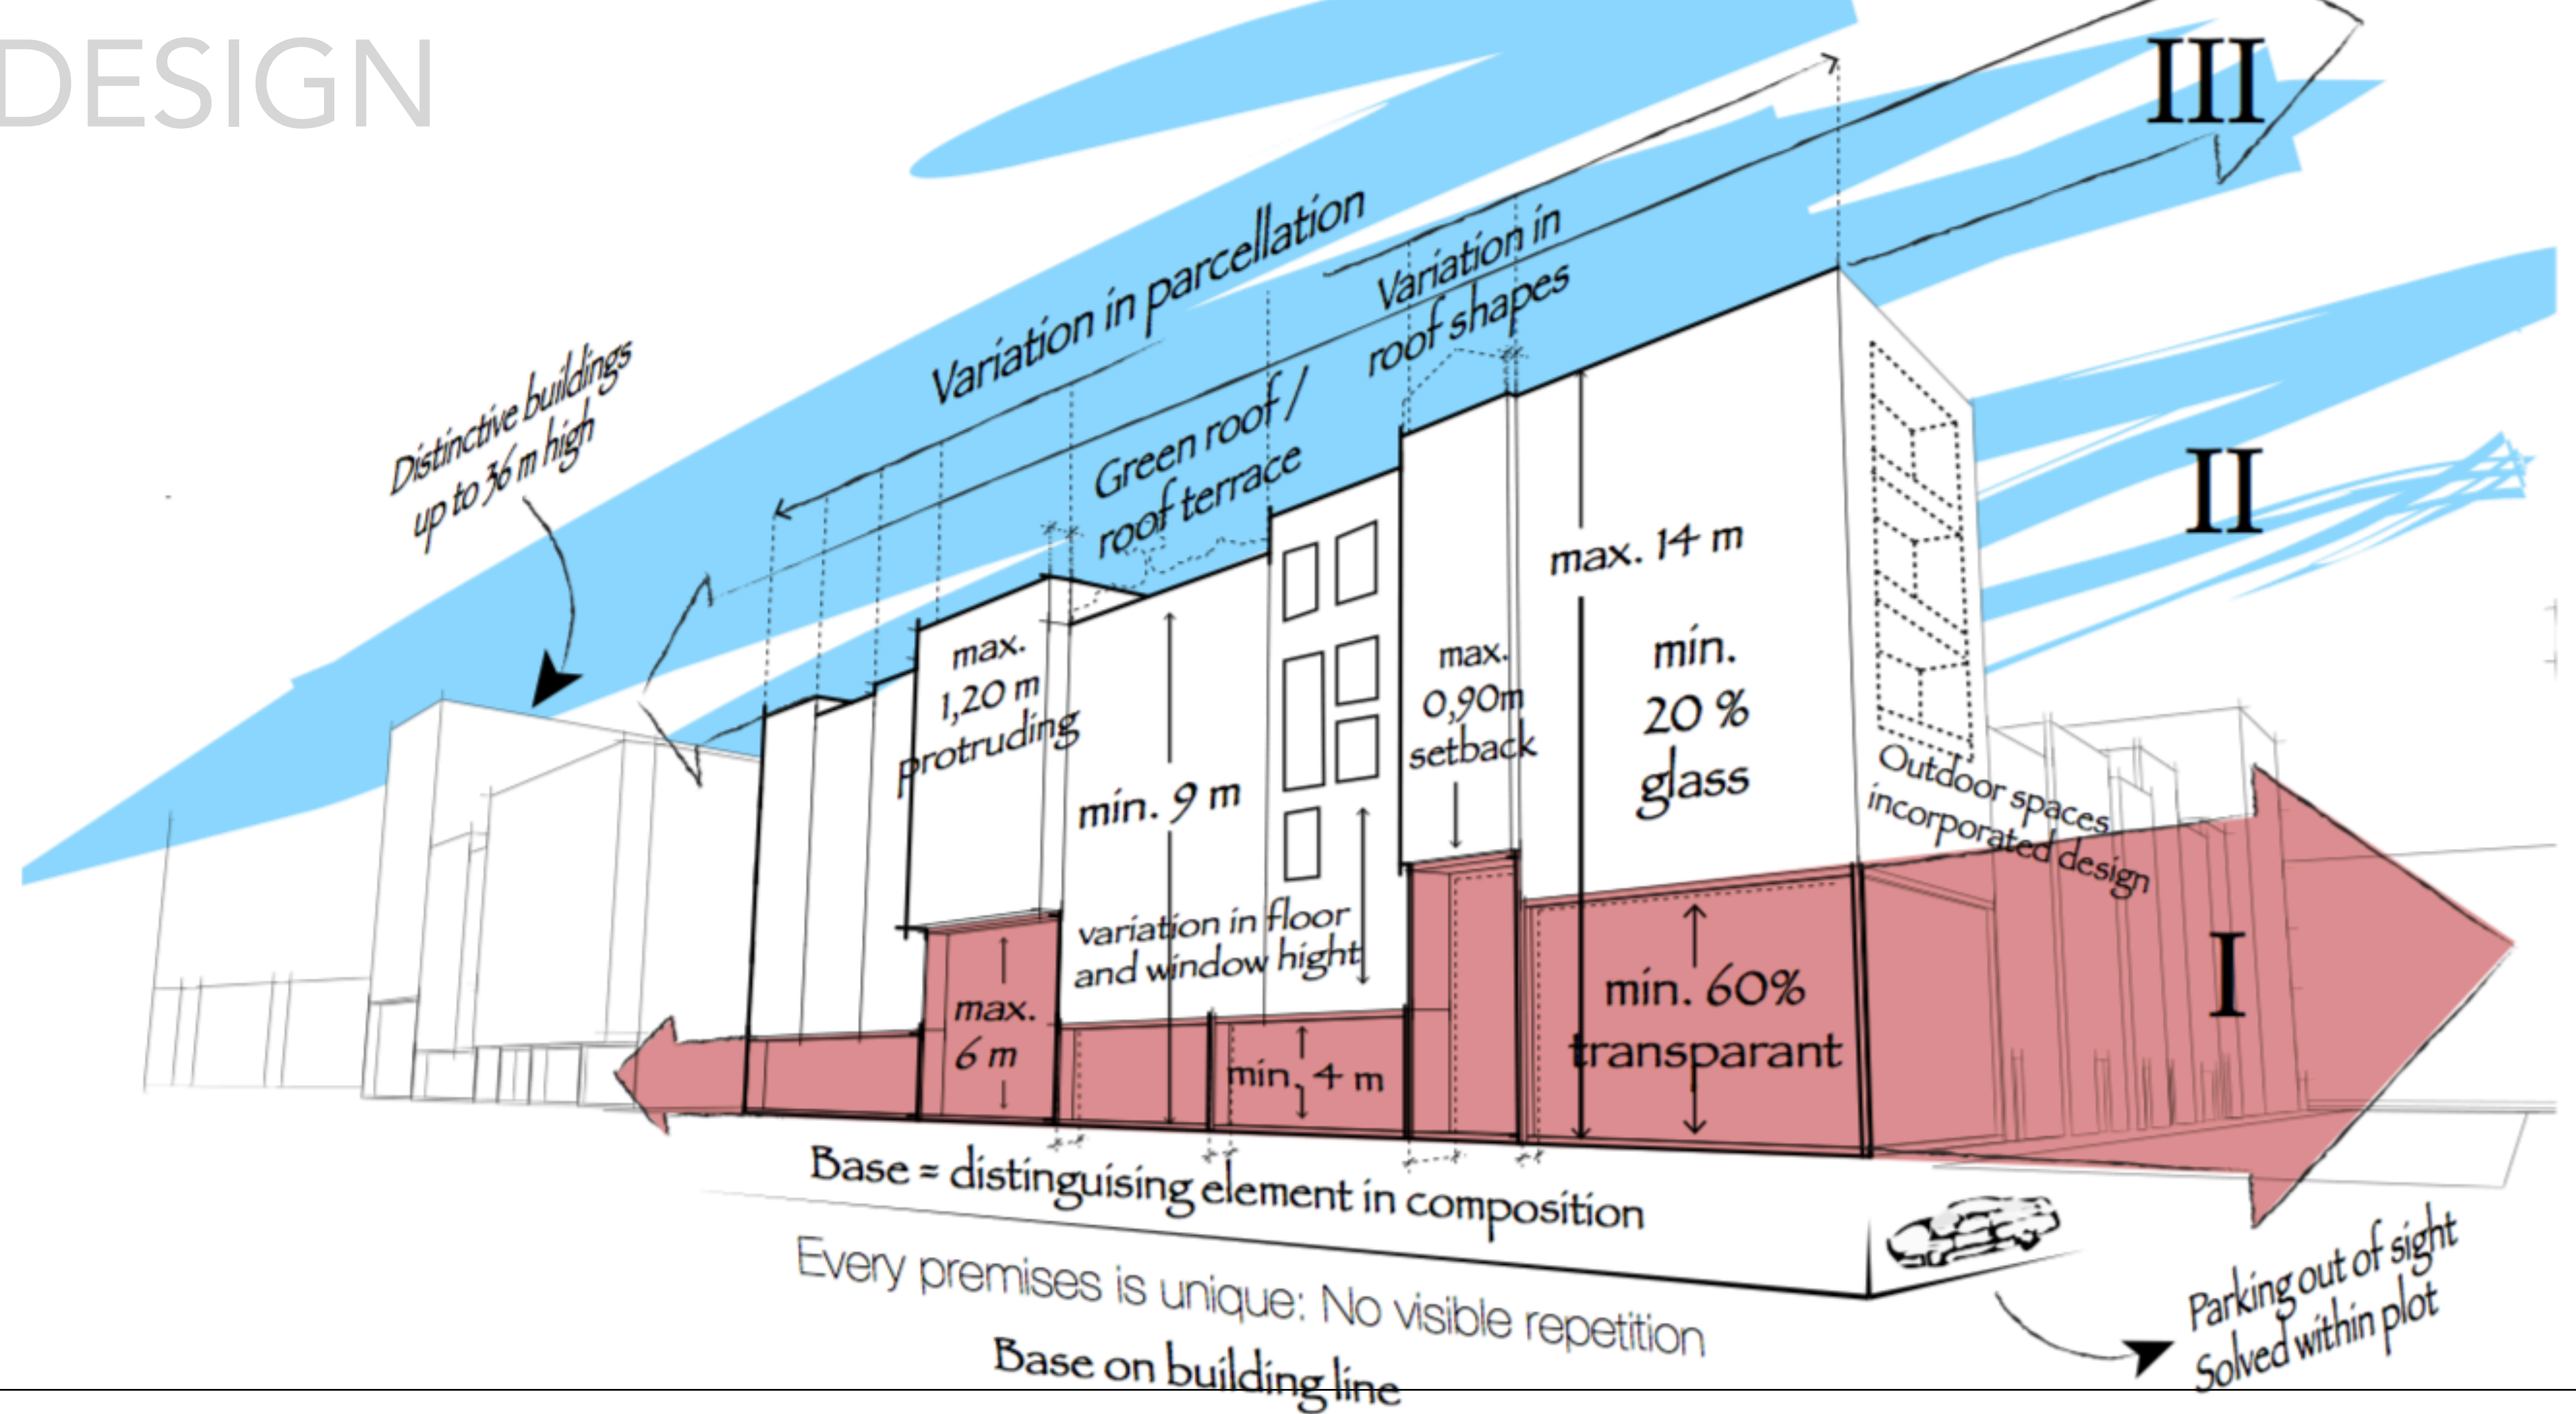 DESIGN
III
Variation in parcellation
Variation in
roof shapes
Distinctive buildings
up to 36 m high
Green roof /
roof terrace
II
max. 14 m
max.
1,20 m
protruding
max.
0,90m
setback
min.
20 %
glass
min. 9 m
Outdoor spaces
incorporated design
variation in floor
and window hight
I
max.
6 m
min. 4 m
min. 60%
transparant
Base = distinguising element in composition
Every premises is unique: No visible repetition
Base on building line
Parking out of sight
Solved within plot